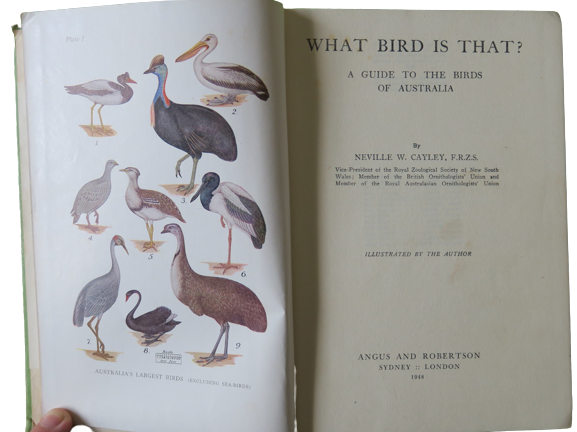 Plate I
1
2
3
4
5
6
7
8
9
AUSTRALIA'S LARGEST BIRDS (EXCLUDING SEA-BIRDS)
WHAT BIRD IS THAT?
A GUIDE TO THE BIRDS
OF AUSTRALIA
By
NEVILLE W. CAYLEY, F.R.Z.S.
Vice-President of the Royal Zoological Society of New South
Wales; Member of the British Ornithologists' Union and
Member of the Royal Australasian Ornithologists' Union
ILLUSTRATED BY THE AUTHOR
ANGUS AND ROBERTSON
SYDNEY :: LONDON
1944